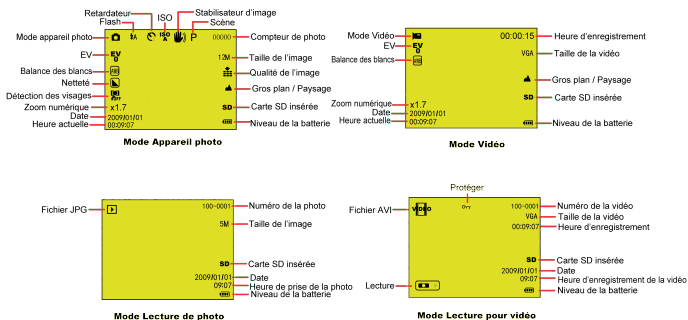 Retardateur
Flash
ISO
Stabilisateur d'image
Scène
Mode appareil photo
ISO
A
P
00000
Compteur de photo
EV
EV
0
12M
Taille de l'image
Balance des blancs
Qualité de l'image
Netteté
Gros plan / Paysage
Détection des visages
OFF
Zoom numérique
x1.7
SD
Carte SD insérée
Date
2009/01/01
Heure actuelle
00:09:07
Niveau de la batterie
Mode Appareil photo
Mode Vidéo
00:00:15
Heure d'enregistrement
EV
EV
0
VGA
Taille de la vidéo
Balance des blancs
Gros plan / Paysage
SD
Carte SD insérée
Zoom numérique
x1.7
Date
2009/01/01
Heure actuelle
00:09:07
Niveau de la batterie
Mode Vidéo
Fichier JPG
100-0001
Numéro de la photo
5M
Taille de l'image
SD
Carte SD insérée
2009/01/01
Date
09:07
Heure de prise de la photo
Niveau de la batterie
Mode Lecture de photo
Protéger
Fichier AVI
VIDEO
100-0001
Numéro de la vidéo
VGA
Taille de la vidéo
00:09:07
Heure d'enregistrement
SD
Carte SD insérée
2009/01/01
Date
09:07
Heure d'enregistrement de la vidéo
Lecture
Niveau de la batterie
Mode Lecture pour vidéo